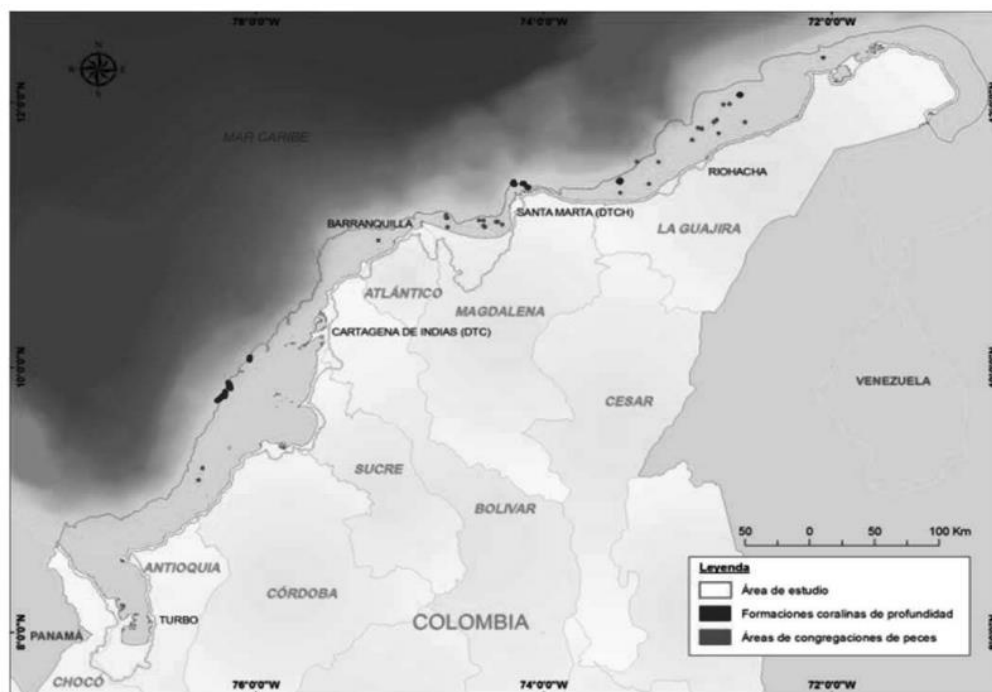 76°0'0"W 74°0'0"W 72°0'0"W
N
12°0'0"N
MAR CARIBE
RIOHACHA
SANTA MARTA (DTCH)
BARRANQUILLA
LA GUAJIRA
ATLÁNTICO
MAGDALENA
CARTAGENA DE INDIAS (DTC)
10°0'0"N
VENEZUELA
CESAR
SUCRE
BOLIVAR
50 0 50 100 Km
ANTIOQUIA
CÓRDOBA
COLOMBIA
TURBO
PANAMÁ
8°0'0"N
CHOCÓ
Leyenda
Área de estudio
Formaciones coralinas de profundidad
Áreas de congregaciones de peces
76°0'0"W 74°0'0"W 72°0'0"W